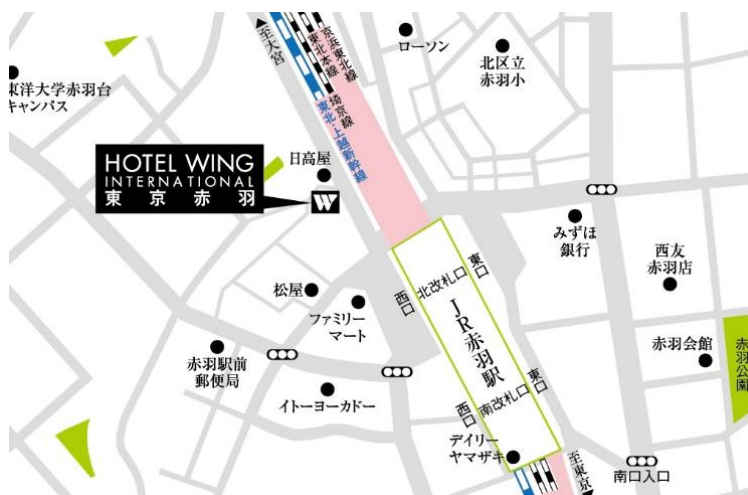 ▲至大宮
京浜東北線
東北本線
埼京線
東北・上越新幹線
ローソン
北区立
赤羽小
東洋大学赤羽台
キャンパス
日高屋
HOTEL WING
INTERNATIONAL
東京赤羽
W
みずほ
銀行
西友
赤羽店
東口
北改札口
西口
JR赤羽駅
松屋
ファミリー
マート
赤羽会館
赤羽公園
赤羽駅前
郵便局
イトーヨーカドー
東口
南改札口
西口
デイリー
ヤマザキ
至東京▼
南口入口